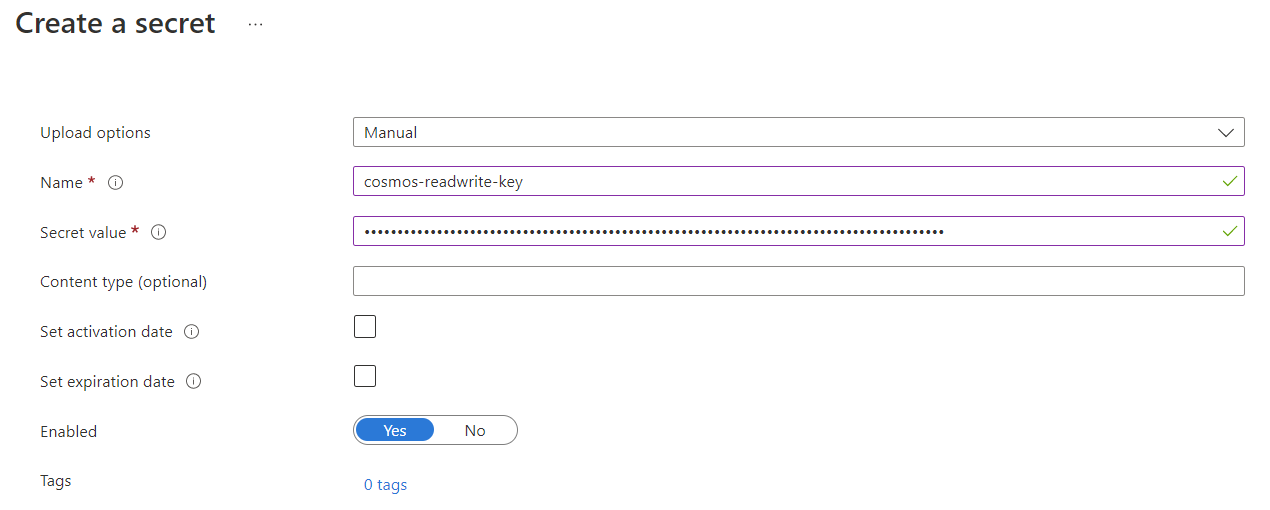 Create a secret ...
Upload options Manual
Name * cosmos-readwrite-key
Secret value * ••••••••••••••••••••••••••••••••••••••••••••••••••••••••••••••••••••••••••••••••••••••••
Content type (optional)
Set activation date
Set expiration date
Enabled Yes No
Tags 0 tags